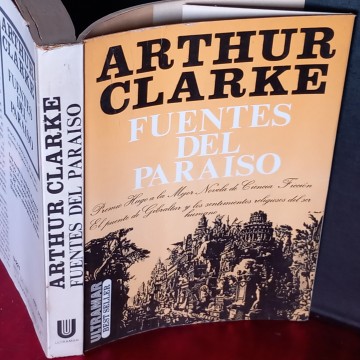 ARTHUR
CLARKE
FUENTES
DEL
PARAISO
Premio Hugo a la Mejor Novela de Ciencia Ficción
El puente de Gibraltar y los sentimientos religiosos del ser
humano
ULTRAMAR
BEST SELLER
ARTHUR CLARKE
FUENTES DEL PARAISO
U
ULTRAMAR